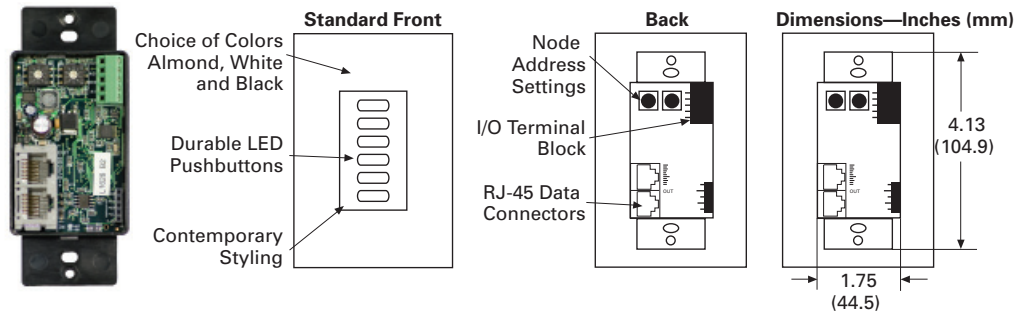 Standard Front
Choice of Colors
Almond, White
and Black
Durable LED
Pushbuttons
Contemporary
Styling
Back
Node
Address
Settings
I/O Terminal
Block
RJ-45 Data
Connectors
OUT
Dimensions—Inches (mm)
OUT
4.13
(104.9)
1.75
(44.5)